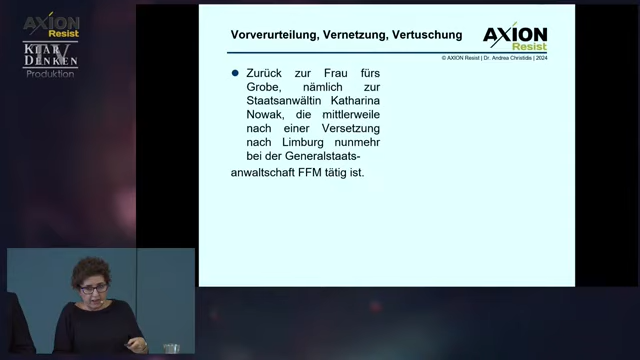 AXION
Resist
KLAR TV
DENKEN
Produktion
Vorverurteilung, Vernetzung, Vertuschung
AXION
Resist
© AXION Resist | Dr. Andrea Christidis | 2024
Zurück zur Frau fürs
Grobe, nämlich zur
Staatsanwältin Katharina
Nowak, die mittlerweile
nach einer Versetzung
nach Limburg nunmehr
bei der Generalstaats-
anwaltschaft FFM tätig ist.